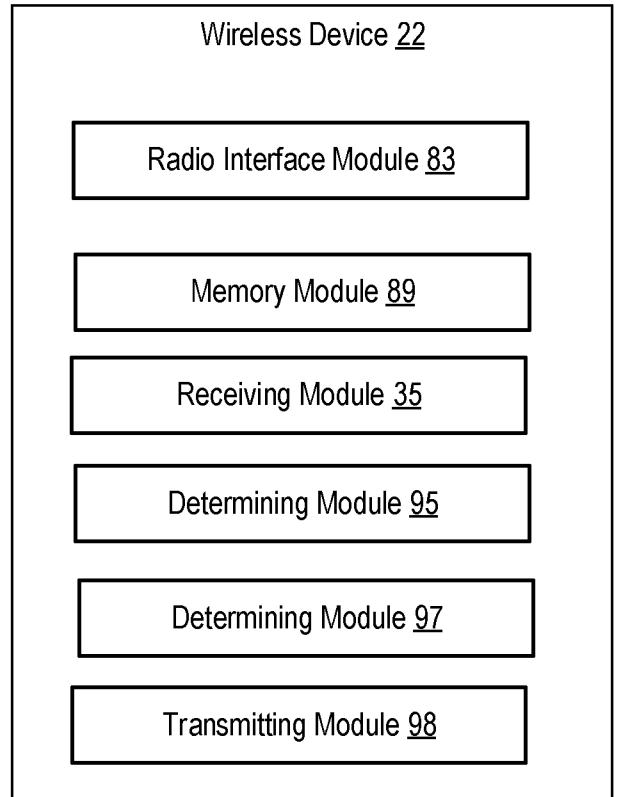 Wireless Device 22
Radio Interface Module 83
Memory Module 89
Receiving Module 35
Determining Module 95
Determining Module 97
Transmitting Module 98